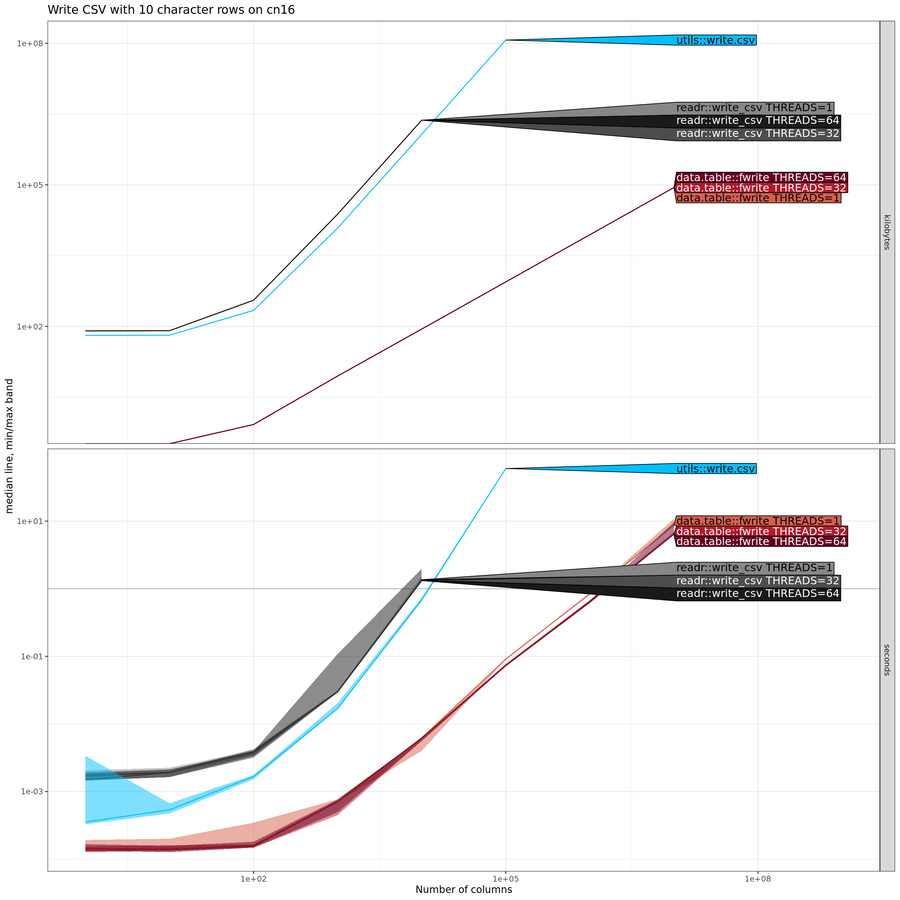 Write CSV with 10 character rows on cn16
1e+08
1e+05
1e+02
utils::write.csv
readr::write_csv THREADS=1
readr::write_csv THREADS=64
readr::write_csv THREADS=32
data.table::fwrite THREADS=64
data.table::fwrite THREADS=32
data.table::fwrite THREADS=1
kilobytes
median line, min/max band
1e+01
1e-01
1e-03
utils::write.csv
data.table::fwrite THREADS=1
data.table::fwrite THREADS=32
data.table::fwrite THREADS=64
readr::write_csv THREADS=1
readr::write_csv THREADS=32
readr::write_csv THREADS=64
seconds
1e+02
1e+05
1e+08
Number of columns